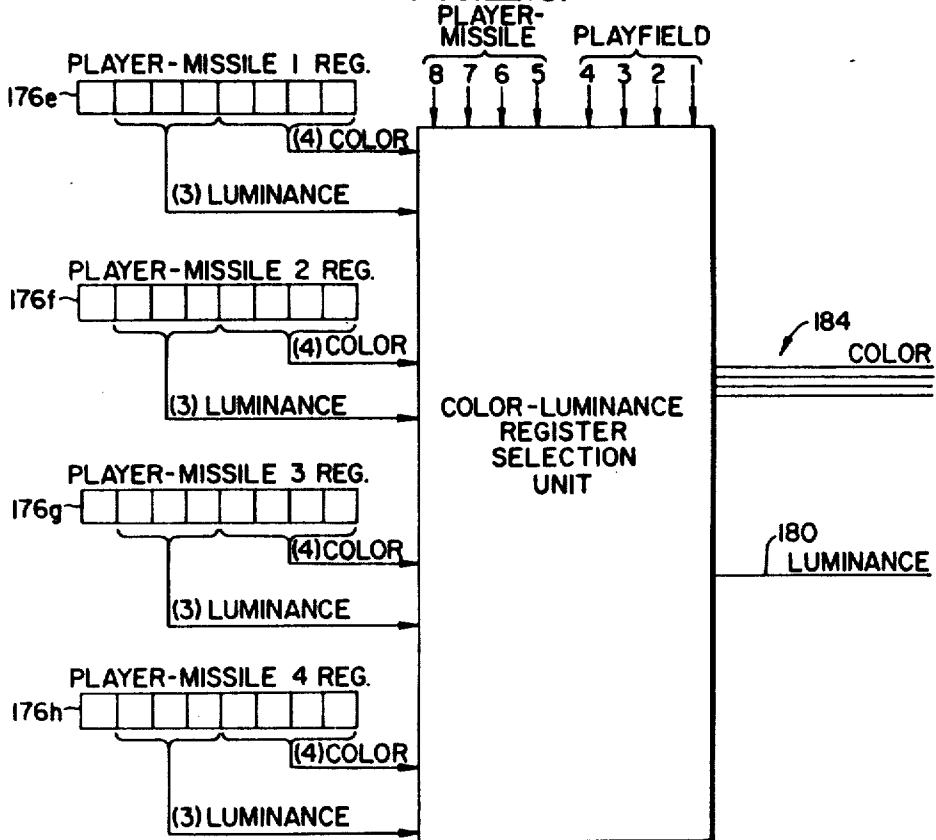 PLAYER-
MISSILE
PLAYFIELD
8 7 6 5 4 3 2 1
PLAYER-MISSILE 1 REG.
176e
(4) COLOR
(3) LUMINANCE
PLAYER-MISSILE 2 REG.
176f
(4) COLOR
(3) LUMINANCE
184
COLOR
COLOR-LUMINANCE
REGISTER
SELECTION
UNIT
PLAYER-MISSILE 3 REG.
176g
(4) COLOR
(3) LUMINANCE
180
LUMINANCE
PLAYER-MISSILE 4 REG.
176h
(4) COLOR
(3) LUMINANCE